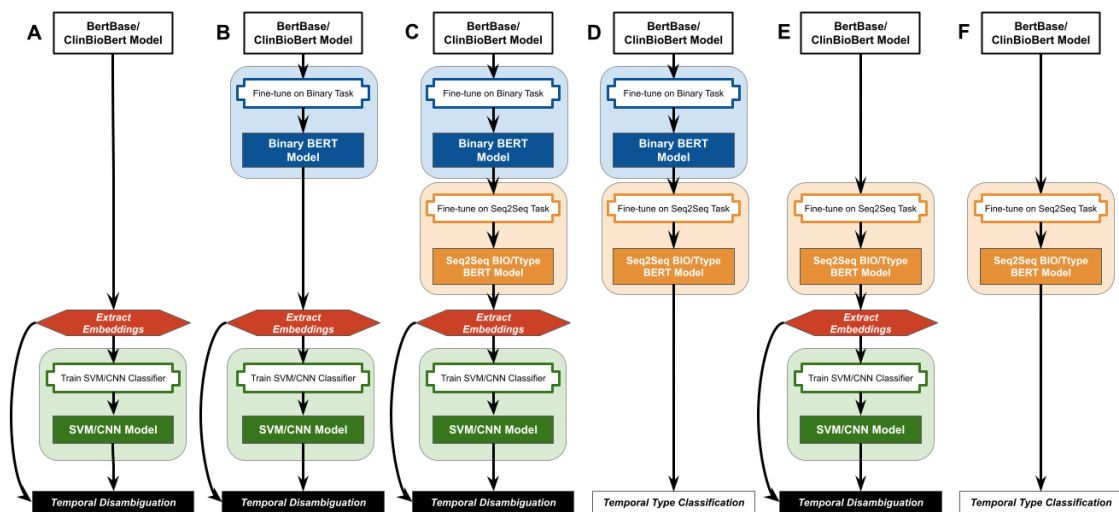 A
BertBase/
ClinBioBert Model
B
BertBase/
ClinBioBert Model
C
BertBase/
ClinBioBert Model
D
BertBase/
ClinBioBert Model
E
BertBase/
ClinBioBert Model
F
BertBase/
ClinBioBert Model
Fine-tune on Binary Task
Fine-tune on Binary Task
Fine-tune on Binary Task
Binary BERT
Model
Binary BERT
Model
Binary BERT
Model
Fine-tune on Seq2Seq Task
Fine-tune on Seq2Seq Task
Fine-tune on Seq2Seq Task
Fine-tune on Seq2Seq Task
Seq2Seq BIO/Ttype
BERT Model
Seq2Seq BIO/Ttype
BERT Model
Seq2Seq BIO/Ttype
BERT Model
Seq2Seq BIO/Ttype
BERT Model
Extract
Embeddings
Extract
Embeddings
Extract
Embeddings
Extract
Embeddings
Train SVM/CNN Classifier
Train SVM/CNN Classifier
Train SVM/CNN Classifier
Train SVM/CNN Classifier
SVM/CNN Model
SVM/CNN Model
SVM/CNN Model
SVM/CNN Model
Temporal Disambiguation
Temporal Disambiguation
Temporal Disambiguation
Temporal Type Classification
Temporal Disambiguation
Temporal Type Classification